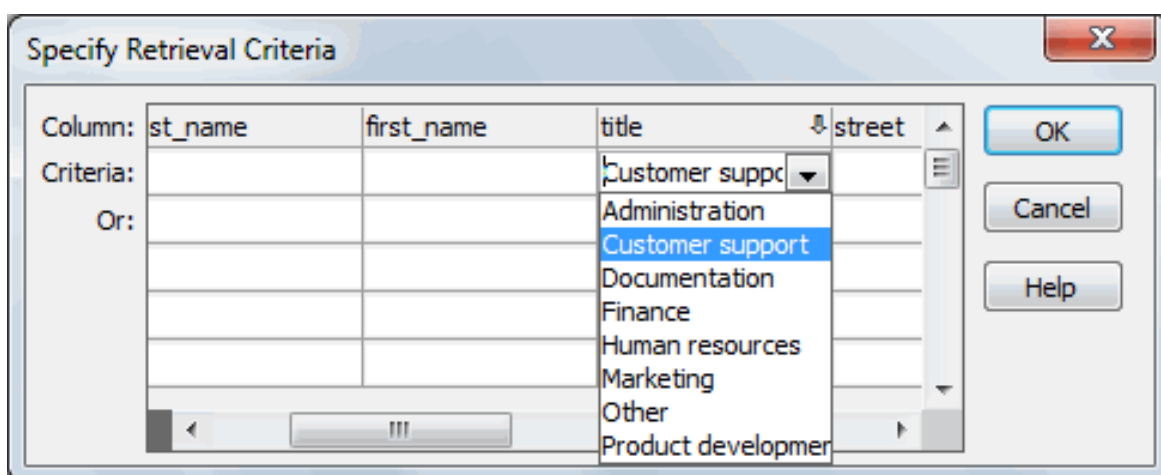 Specify Retrieval Criteria
Column: st_name first_name title street OK
Criteria: Customer suppo
Or: Administration Cancel
Customer support
Documentation Help
Finance
Human resources
Marketing
Other
Product developmen